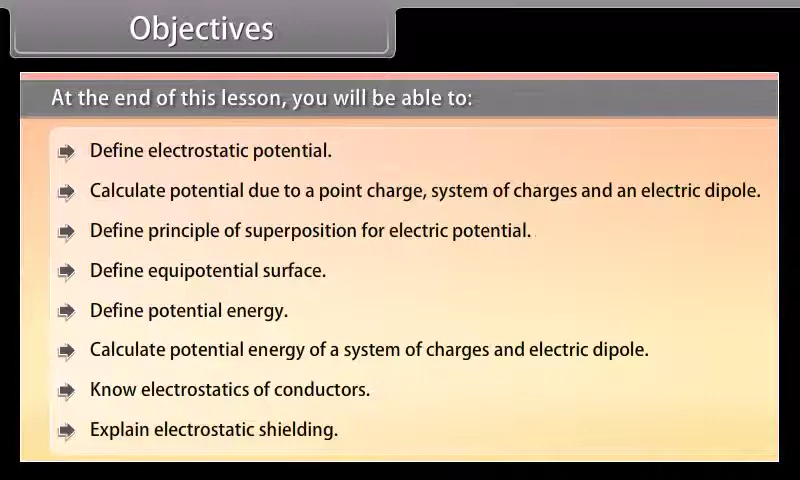 Objectives
At the end of this lesson, you will be able to:
Define electrostatic potential.
Calculate potential due to a point charge, system of charges and an electric dipole.
Define principle of superposition for electric potential.
Define equipotential surface.
Define potential energy.
Calculate potential energy of a system of charges and electric dipole.
Know electrostatics of conductors.
Explain electrostatic shielding.